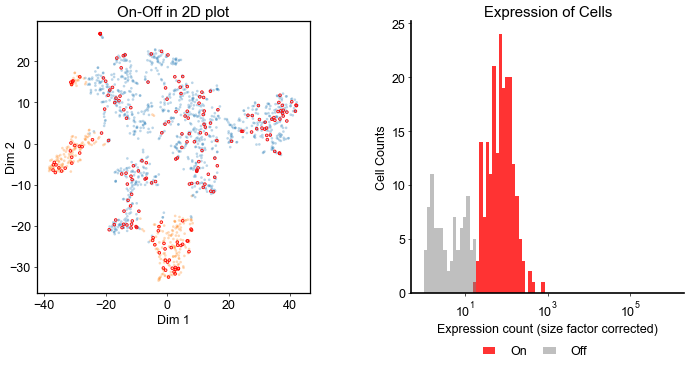 On-Off in 2D plot
20
10
0
−10
−20
−30
−40
−20
0
20
40
Dim 2
Dim 1
Expression of Cells
25
20
15
10
5
0
10^1
10^3
10^5
Cell Counts
Expression count (size factor corrected)
On
Off